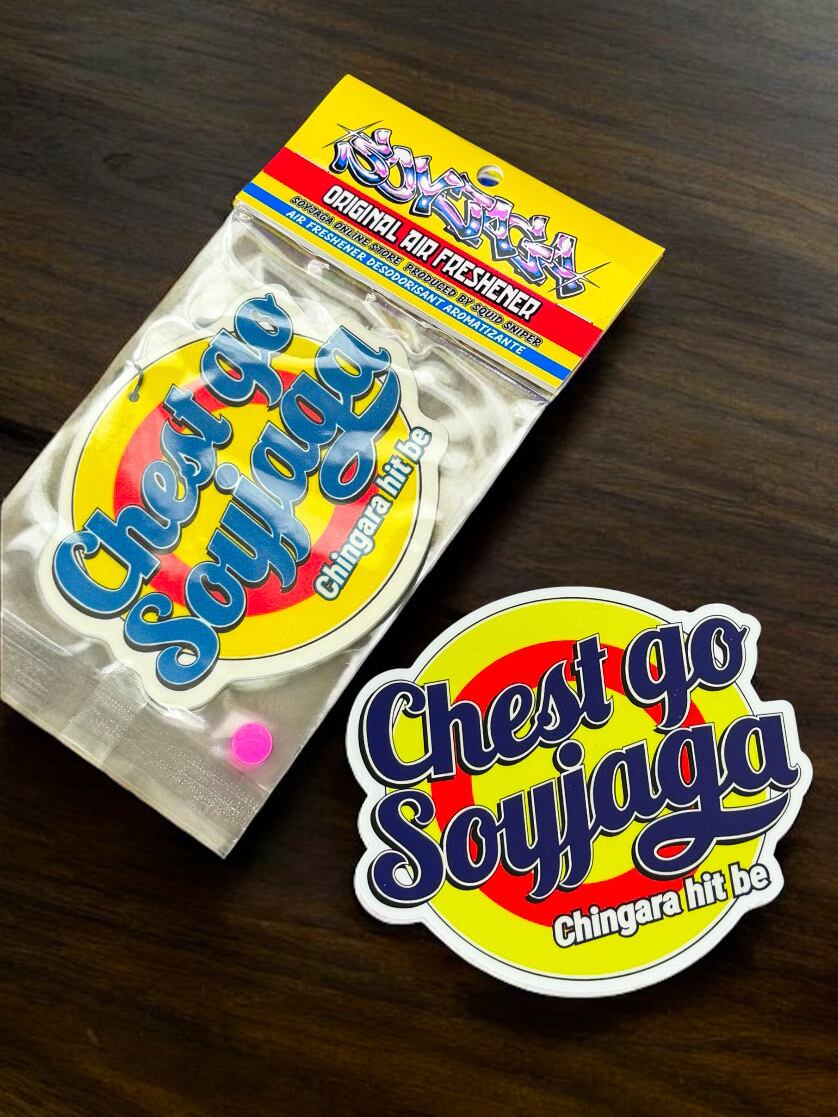 SOYJAGA
ORIGINAL AIR FRESHENER
SOYJAGA ONLINE STORE PRODUCED BY SQUID SNIPER
AIR FRESHENER DESODORISANT AROMATIZANTE
Chest go
Soyjaga
Chingara hit be
Chest go
Soyjaga
Chingara hit be